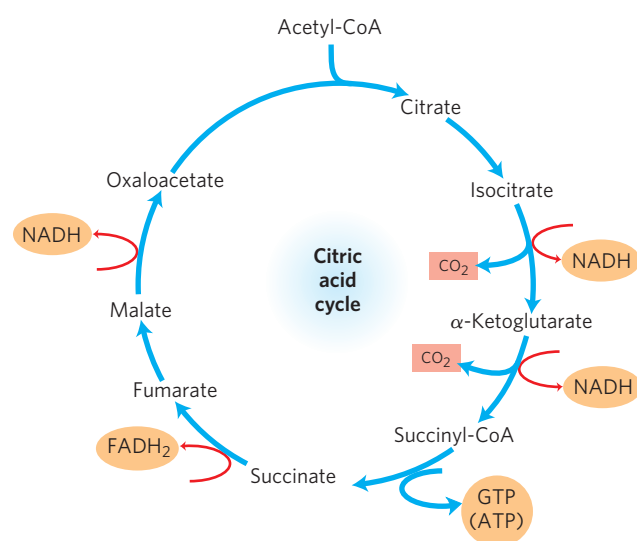 Acetyl-CoA
Citrate
Isocitrate
NADH
CO₂
α-Ketoglutarate
CO₂
NADH
Succinyl-CoA
GTP
(ATP)
Succinate
FADH₂
Fumarate
Malate
NADH
Oxaloacetate
Citric
acid
cycle